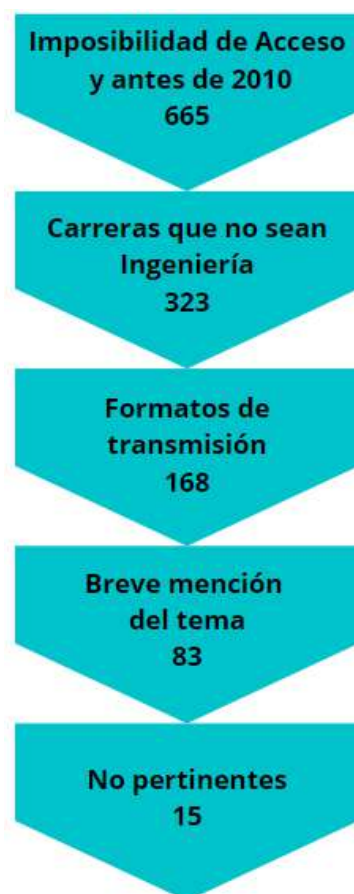 Imposibilidad de Acceso
y antes de 2010
665
Carreras que no sean
Ingeniería
323
Formatos de
transmisión
168
Breve mención
del tema
83
No pertinentes
15